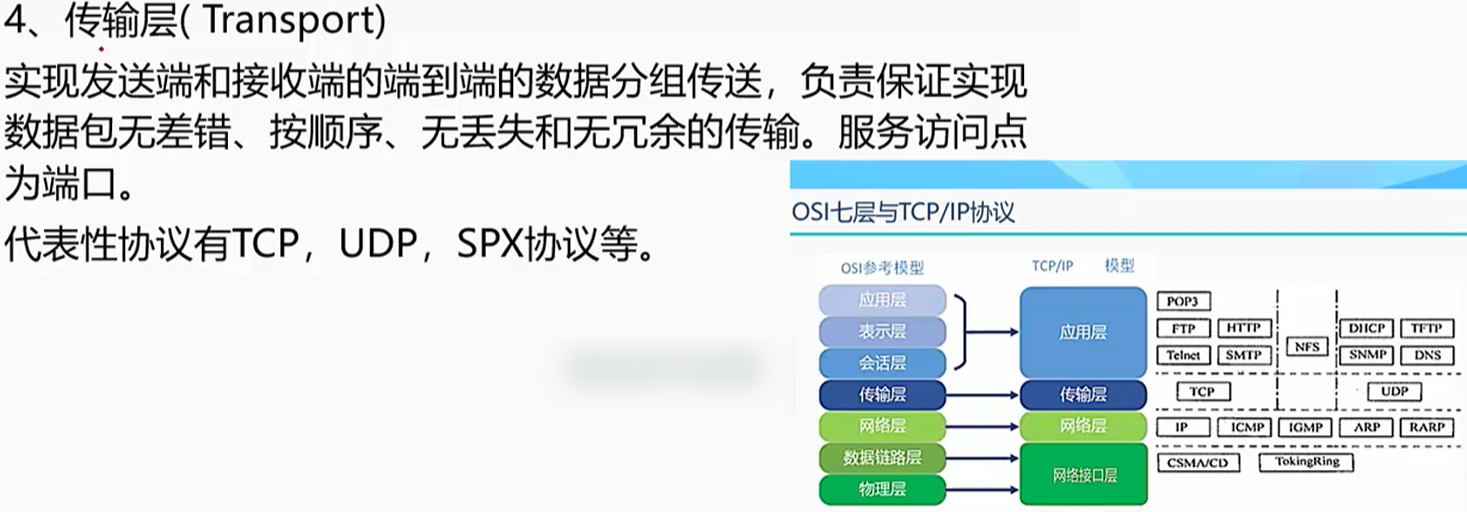 4、传输层( Transport)
实现发送端和接收端的端到端的数据分组传送，负责保证实现
数据包无差错、按顺序、无丢失和无冗余的传输。服务访问点
为端口。
代表性协议有TCP，UDP，SPX协议等。
OSI七层与TCP/IP协议
OSI参考模型 TCP/IP 模型
应用层
表示层
会话层
传输层
网络层
数据链路层
物理层
应用层
传输层
网络层
网络接口层
POP3
FTP HTTP DHCP TFTP
NFS
Telnet SMTP SNMP DNS
TCP UDP
IP ICMP IGMP ARP RARP
CSMA/CD TokingRing